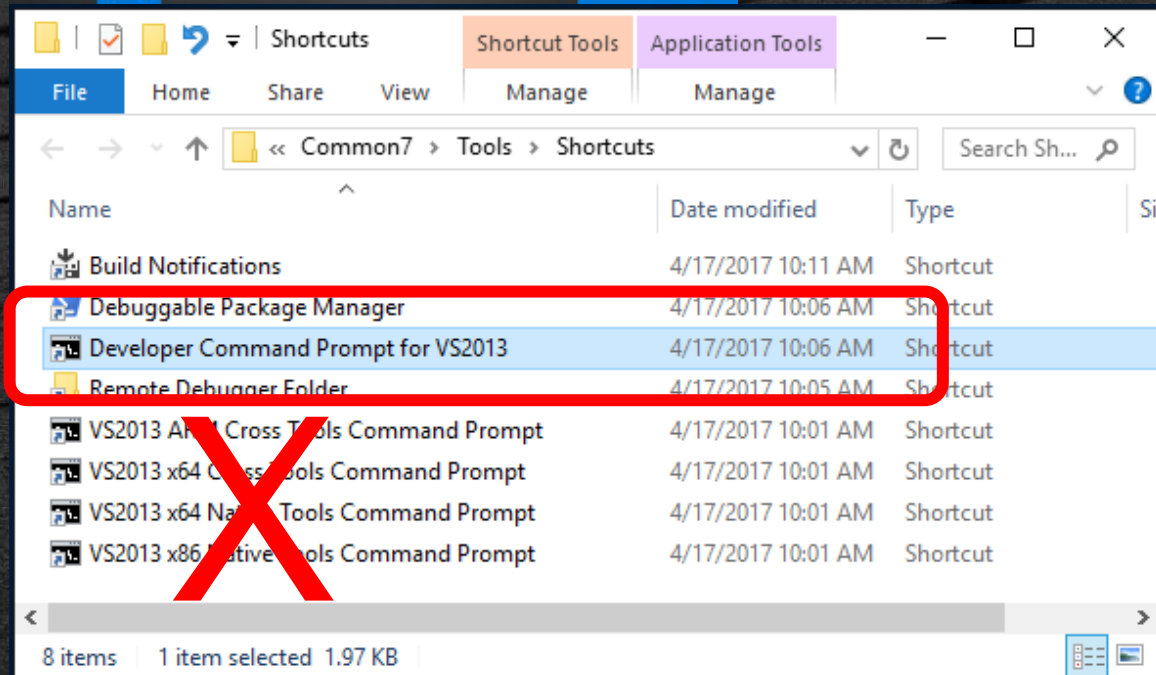 Shortcuts
Shortcut Tools
Application Tools
File Home Share View Manage Manage
« Common7 > Tools > Shortcuts
Search Sh...
Name Date modified Type Si
Build Notifications 4/17/2017 10:11 AM Shortcut
Debuggable Package Manager 4/17/2017 10:06 AM Shortcut
Developer Command Prompt for VS2013 4/17/2017 10:06 AM Shortcut
Remote Debugger Folder 4/17/2017 10:05 AM Shortcut
VS2013 Cross Tools Command Prompt 4/17/2017 10:01 AM Shortcut
VS2013 x64 Cross Tools Command Prompt 4/17/2017 10:01 AM Shortcut
VS2013 x64 Native Tools Command Prompt 4/17/2017 10:01 AM Shortcut
VS2013 x86 Native Tools Command Prompt 4/17/2017 10:01 AM Shortcut
8 items 1 item selected 1.97 KB